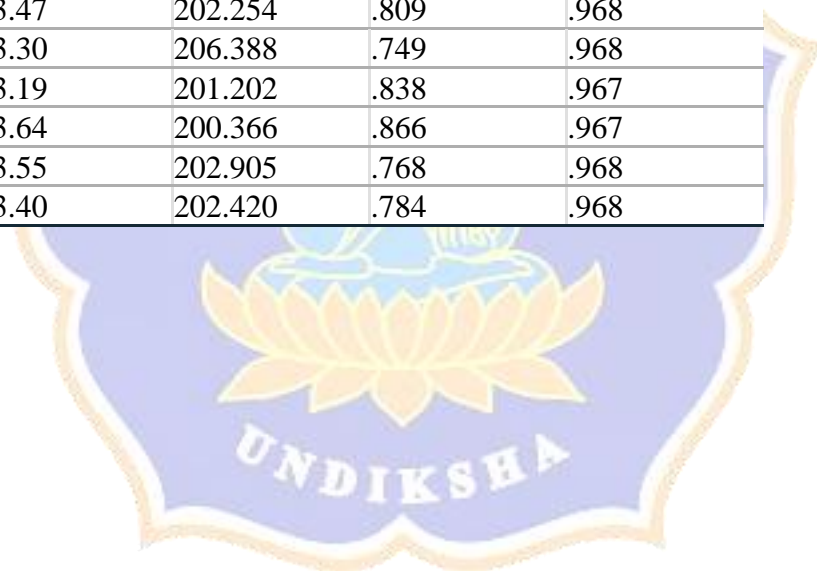 3.47 202.254 .809 .968
3.30 206.388 .749 .968
3.19 201.202 .838 .967
3.64 200.366 .866 .967
3.55 202.905 .768 .968
3.40 202.420 .784 .968
UNDIKSHA